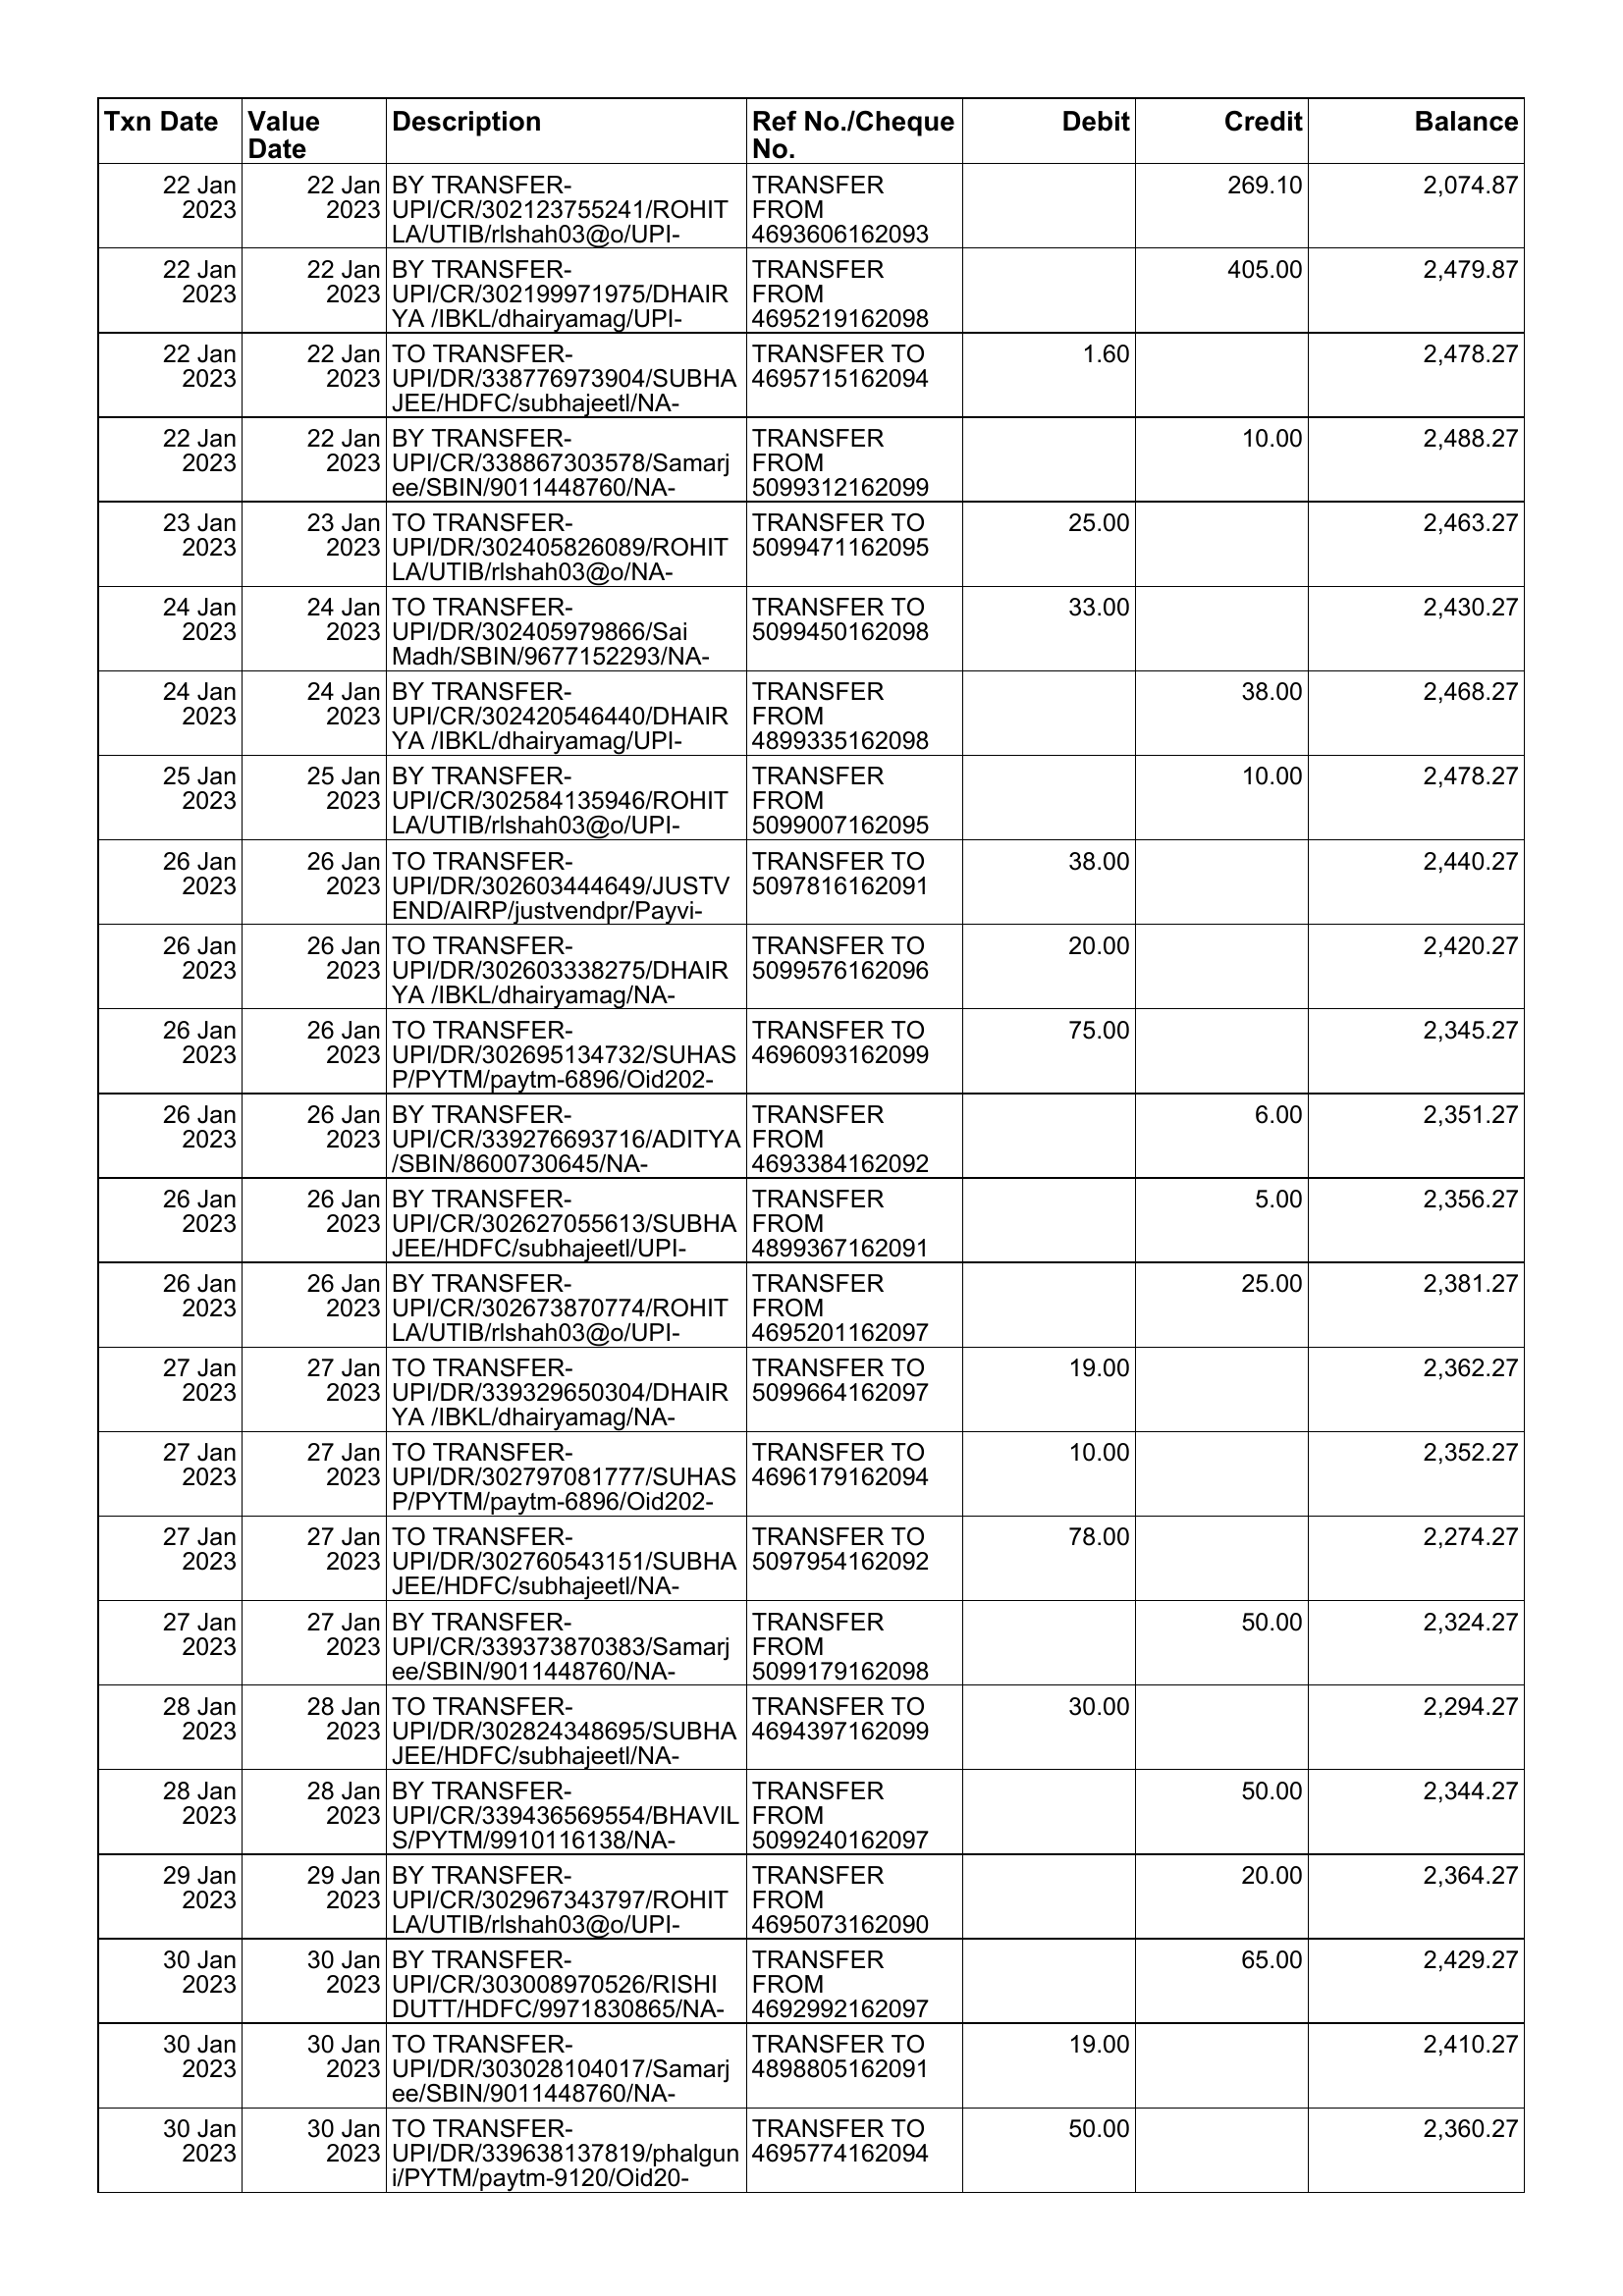 Txn Date Value Date Description Ref No./Cheque No. Debit Credit Balance
22 Jan 22 Jan BY TRANSFER- TRANSFER 269.10 2,074.87
2023 2023 UPI/CR/302123755241/ROHIT FROM
LA/UTIB/rlshah03@o/UPI- 4693606162093
22 Jan 22 Jan BY TRANSFER- TRANSFER 405.00 2,479.87
2023 2023 UPI/CR/302199971975/DHAIR FROM
YA /IBKL/dhairyamag/UPI- 4695219162098
22 Jan 22 Jan TO TRANSFER- TRANSFER TO 1.60 2,478.27
2023 2023 UPI/DR/338776973904/SUBHA 4695715162094
JEE/HDFC/subhajeetl/NA-
22 Jan 22 Jan BY TRANSFER- TRANSFER 10.00 2,488.27
2023 2023 UPI/CR/338867303578/Samarj FROM
ee/SBIN/9011448760/NA- 5099312162099
23 Jan 23 Jan TO TRANSFER- TRANSFER TO 25.00 2,463.27
2023 2023 UPI/DR/302405826089/ROHIT 5099471162095
LA/UTIB/rlshah03@o/NA-
24 Jan 24 Jan TO TRANSFER- TRANSFER TO 33.00 2,430.27
2023 2023 UPI/DR/302405979866/Sai 5099450162098
Madh/SBIN/9677152293/NA-
24 Jan 24 Jan BY TRANSFER- TRANSFER 38.00 2,468.27
2023 2023 UPI/CR/302420546440/DHAIR FROM
YA /IBKL/dhairyamag/UPI- 4899335162098
25 Jan 25 Jan BY TRANSFER- TRANSFER 10.00 2,478.27
2023 2023 UPI/CR/302584135946/ROHIT FROM
LA/UTIB/rlshah03@o/UPI- 5099007162095
26 Jan 26 Jan TO TRANSFER- TRANSFER TO 38.00 2,440.27
2023 2023 UPI/DR/302603444649/JUSTV 5097816162091
END/AIRP/justvendpr/Payvi-
26 Jan 26 Jan TO TRANSFER- TRANSFER TO 20.00 2,420.27
2023 2023 UPI/DR/302603338275/DHAIR 5099576162096
YA /IBKL/dhairyamag/NA-
26 Jan 26 Jan TO TRANSFER- TRANSFER TO 75.00 2,345.27
2023 2023 UPI/DR/302695134732/SUHAS 4696093162099
P/PYTM/paytm-6896/Oid202-
26 Jan 26 Jan BY TRANSFER- TRANSFER 6.00 2,351.27
2023 2023 UPI/CR/339276693716/ADITYA FROM
/SBIN/8600730645/NA- 4693384162092
26 Jan 26 Jan BY TRANSFER- TRANSFER 5.00 2,356.27
2023 2023 UPI/CR/302627055613/SUBHA FROM
JEE/HDFC/subhajeetl/UPI- 4899367162091
26 Jan 26 Jan BY TRANSFER- TRANSFER 25.00 2,381.27
2023 2023 UPI/CR/302673870774/ROHIT FROM
LA/UTIB/rlshah03@o/UPI- 4695201162097
27 Jan 27 Jan TO TRANSFER- TRANSFER TO 19.00 2,362.27
2023 2023 UPI/DR/339329650304/DHAIR 5099664162097
YA /IBKL/dhairyamag/NA-
27 Jan 27 Jan TO TRANSFER- TRANSFER TO 10.00 2,352.27
2023 2023 UPI/DR/302797081777/SUHAS 4696179162094
P/PYTM/paytm-6896/Oid202-
27 Jan 27 Jan TO TRANSFER- TRANSFER TO 78.00 2,274.27
2023 2023 UPI/DR/302760543151/SUBHA 5097954162092
JEE/HDFC/subhajeetl/NA-
27 Jan 27 Jan BY TRANSFER- TRANSFER 50.00 2,324.27
2023 2023 UPI/CR/339373870383/Samarj FROM
ee/SBIN/9011448760/NA- 5099179162098
28 Jan 28 Jan TO TRANSFER- TRANSFER TO 30.00 2,294.27
2023 2023 UPI/DR/302824348695/SUBHA 4694397162099
JEE/HDFC/subhajeetl/NA-
28 Jan 28 Jan BY TRANSFER- TRANSFER 50.00 2,344.27
2023 2023 UPI/CR/339436569554/BHAVIL FROM
S/PYTM/9910116138/NA- 5099240162097
29 Jan 29 Jan BY TRANSFER- TRANSFER 20.00 2,364.27
2023 2023 UPI/CR/302967343797/ROHIT FROM
LA/UTIB/rlshah03@o/UPI- 4695073162090
30 Jan 30 Jan BY TRANSFER- TRANSFER 65.00 2,429.27
2023 2023 UPI/CR/303008970526/RISHI FROM
DUTT/HDFC/9971830865/NA- 4692992162097
30 Jan 30 Jan TO TRANSFER- TRANSFER TO 19.00 2,410.27
2023 2023 UPI/DR/303028104017/Samarj 4898805162091
ee/SBIN/9011448760/NA-
30 Jan 30 Jan TO TRANSFER- TRANSFER TO 50.00 2,360.27
2023 2023 UPI/DR/339638137819/phalgun 4695774162094
i/PYTM/paytm-9120/Oid20-